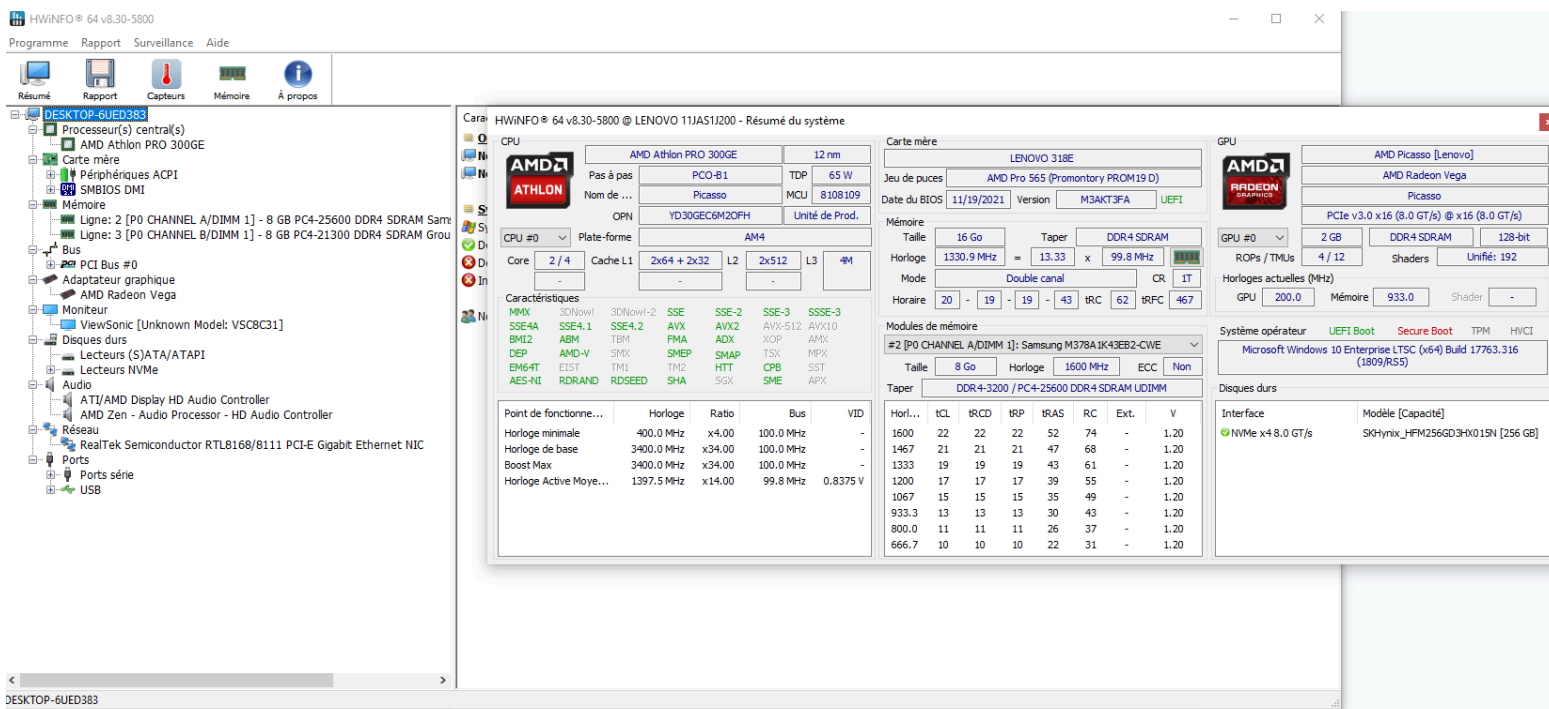 HWiNFO® 64 v8.30-5800
Programme Rapport Surveillance Aide
Résumé Rapport Capteurs Mémoire À propos
DESKTOP-6UED383
Processeur(s) central(s)
AMD Athlon PRO 300GE
Carte mère
Périphériques ACPI
SMBIOS DMI
Mémoire
Ligne: 2 [P0 CHANNEL A/DIMM 1] - 8 GB PC4-25600 DDR4 SDRAM Sams
Ligne: 3 [P0 CHANNEL B/DIMM 1] - 8 GB PC4-21300 DDR4 SDRAM Grou
Bus
PCI Bus #0
Adaptateur graphique
AMD Radeon Vega
Moniteur
ViewSonic [Unknown Model: VSC8C31]
Disques durs
Lecteurs (S)ATA/ATAPI
Lecteurs NVMe
Audio
ATI/AMD Display HD Audio Controller
AMD Zen - Audio Processor - HD Audio Controller
Réseau
RealTek Semiconductor RTL8168/8111 PCI-E Gigabit Ethernet NIC
Ports
Ports série
USB
DESKTOP-6UED383
Cara
HWiNFO® 64 v8.30-5800 @ LENOVO 11JAS1J200 - Résumé du système
CPU
AMD ATHLON
AMD Athlon PRO 300GE 12 nm
Pas à pas PCO-B1 TDP 65 W
Nom de ... Picasso MCU 8108109
OPN YD30GEC6M2OFH Unité de Prod.
CPU #0 Plate-forme AM4
Core 2 / 4 Cache L1 2x64 + 2x32 L2 2x512 L3 4M
- - -
Caractéristiques
MMX 3DNow! 3DNow!-2 SSE SSE-2 SSE-3 SSSE-3
SSE4A SSE4.1 SSE4.2 AVX AVX2 AVX-512 AVX10
BMI2 ABM TBM FMA ADX XOP AMX
DEP AMD-V SMX SMEP SMAP TSX MPX
EM64T EIST TM1 TM2 HTT CPB SST
AES-NI RDRAND RDSEED SHA SGX SME APX
Point de fonctionne... Horloge Ratio Bus VID
Horloge minimale 400.0 MHz x4.00 100.0 MHz -
Horloge de base 3400.0 MHz x34.00 100.0 MHz -
Boost Max 3400.0 MHz x34.00 100.0 MHz -
Horloge Active Moye... 1397.5 MHz x14.00 99.8 MHz 0.8375 V
Carte mère
LENOVO 318E
Jeu de puces AMD Pro 565 (Promontory PROM19 D)
Date du BIOS 11/19/2021 Version M3AKT3FA UEFI
Mémoire
Taille 16 Go Taper DDR4 SDRAM
Horloge 1330.9 MHz = 13.33 x 99.8 MHz
Mode Double canal CR 1T
Horaire 20 - 19 - 19 - 43 tRC 62 tRFC 467
Modules de mémoire
#2 [P0 CHANNEL A/DIMM 1]: Samsung M378A1K43EB2-CWE
Taille 8 Go Horloge 1600 MHz ECC Non
Taper DDR4-3200 / PC4-25600 DDR4 SDRAM UDIMM
Horl... tCL tRCD tRP tRAS RC Ext. V
1600 22 22 22 52 74 - 1.20
1467 21 21 21 47 68 - 1.20
1333 19 19 19 43 61 - 1.20
1200 17 17 17 39 55 - 1.20
1067 15 15 15 35 49 - 1.20
933.3 13 13 13 30 43 - 1.20
800.0 11 11 11 26 37 - 1.20
666.7 10 10 10 22 31 - 1.20
GPU
AMD RADEON GRAPHICS
AMD Picasso [Lenovo]
AMD Radeon Vega
Picasso
PCIe v3.0 x16 (8.0 GT/s) @ x16 (8.0 GT/s)
GPU #0 2 GB DDR4 SDRAM 128-bit
ROPs / TMUs 4 / 12 Shaders Unifié: 192
Horloges actuelles (MHz)
GPU 200.0 Mémoire 933.0 Shader -
Système opérateur UEFI Boot Secure Boot TPM HVCI
Microsoft Windows 10 Enterprise LTSC (x64) Build 17763.316
(1809/RS5)
Disques durs
Interface Modèle [Capacité]
NVMe x4 8.0 GT/s SKHynix_HFM256GD3HX015N [256 GB]